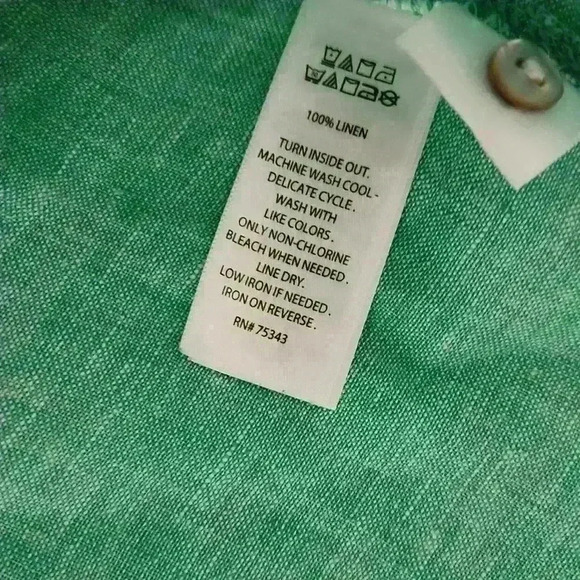 100% LINEN
TURN INSIDE OUT.
MACHINE WASH COOL -
DELICATE CYCLE.
WASH WITH
LIKE COLORS.
ONLY NON-CHLORINE
BLEACH WHEN NEEDED.
LINE DRY.
LOW IRON IF NEEDED.
IRON ON REVERSE.
RN# 75343